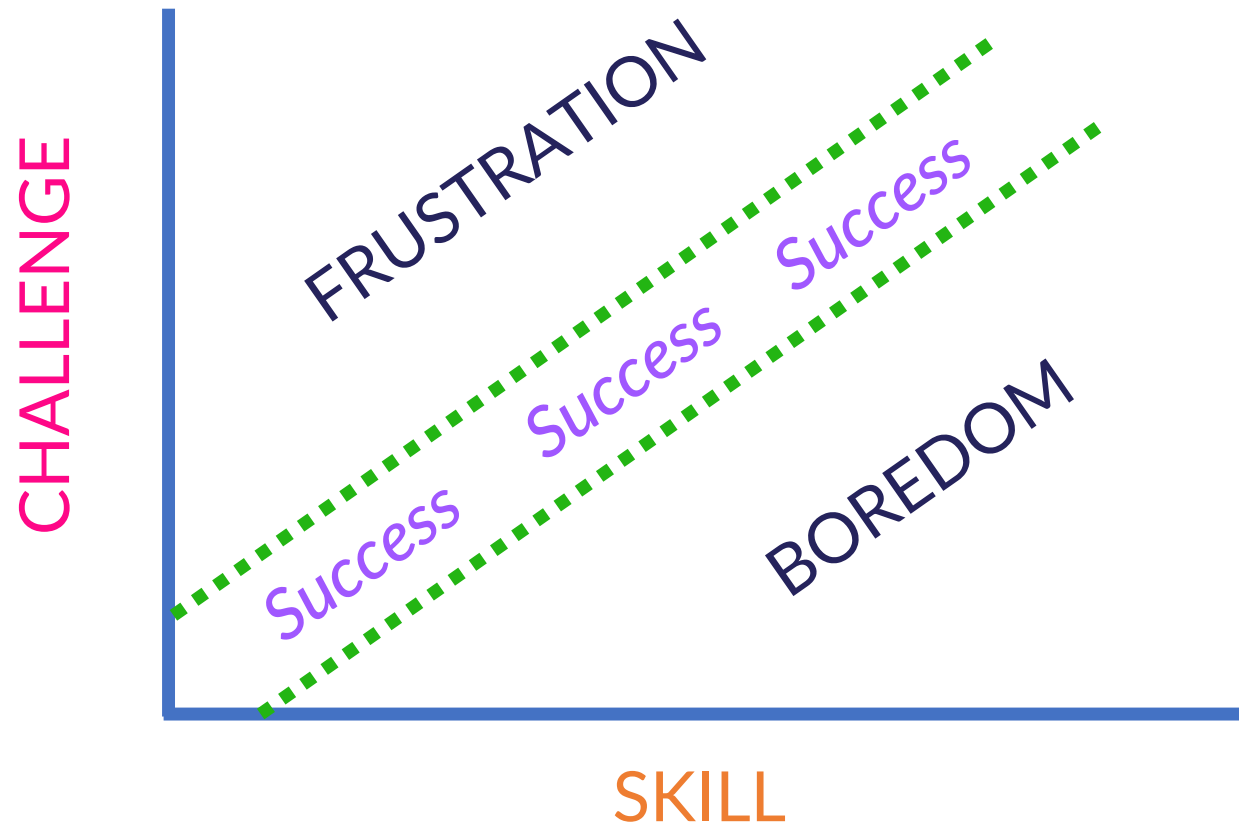 FRUSTRATION
CHALLENGE
Success
Success
Success
BOREDOM
SKILL